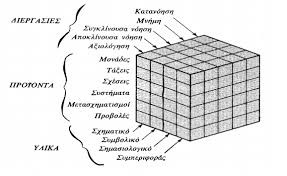 ΔΙΕΡΓΑΣΙΕΣ
Κατανόηση
Μνήμη
Συγκλίνουσα νόηση
Αποκλίνουσα νόηση
Αξιολόγηση
ΠΡΟΪΟΝΤΑ
Μονάδες
Τάξεις
Σχέσεις
Συστήματα
Μετασχηματισμοί
Προβολές
ΥΛΙΚΑ
Σχηματικό
Συμβολικό
Σημασιολογικό
Συμπεριφοράς